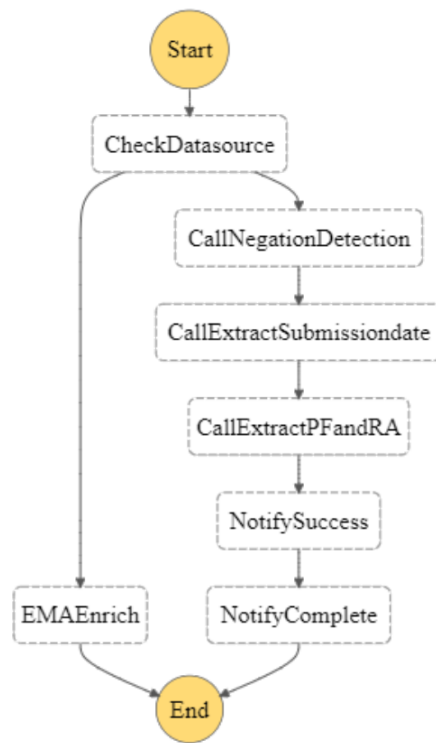 Start
CheckDatasource
CallNegationDetection
CallExtractSubmissiondate
CallExtractPFandRA
NotifySuccess
EMAEnrich
NotifyComplete
End